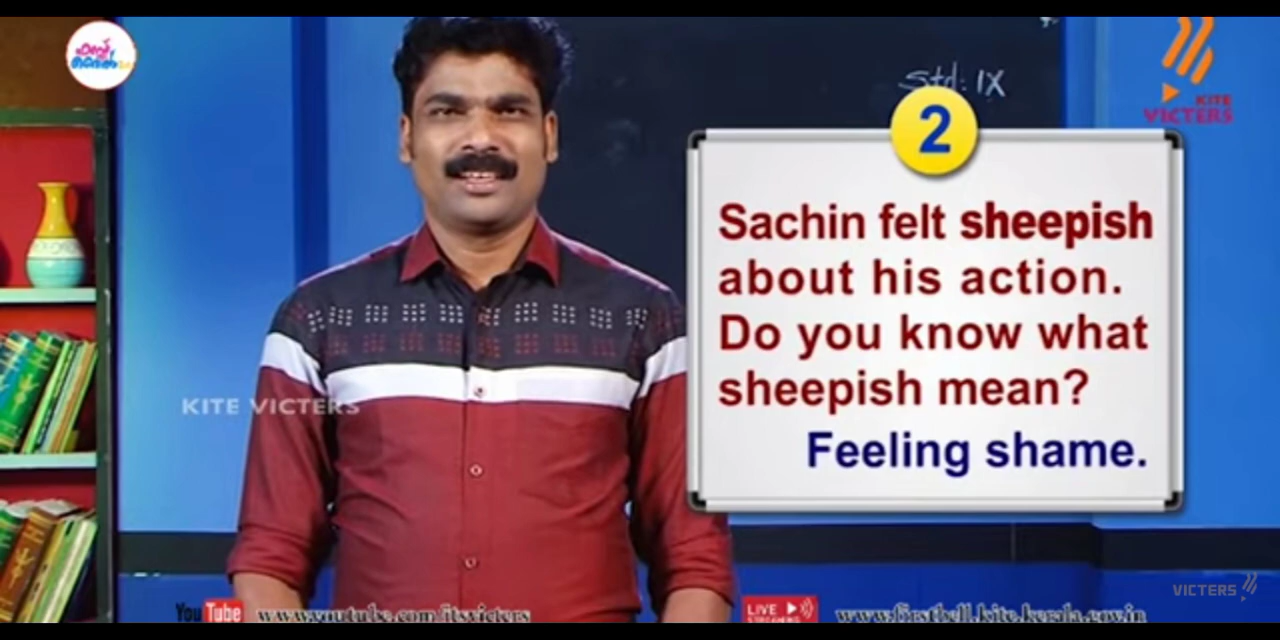 Std: IX
KITE
VICTERS
2
Sachin felt sheepish
about his action.
Do you know what
sheepish mean?
Feeling shame.
KITE VICTERS
VICTERS
YouTube www.youtube.com/itsvicters
LIVE
STREAMING
www.firstbell.kite.kerala.gov.in